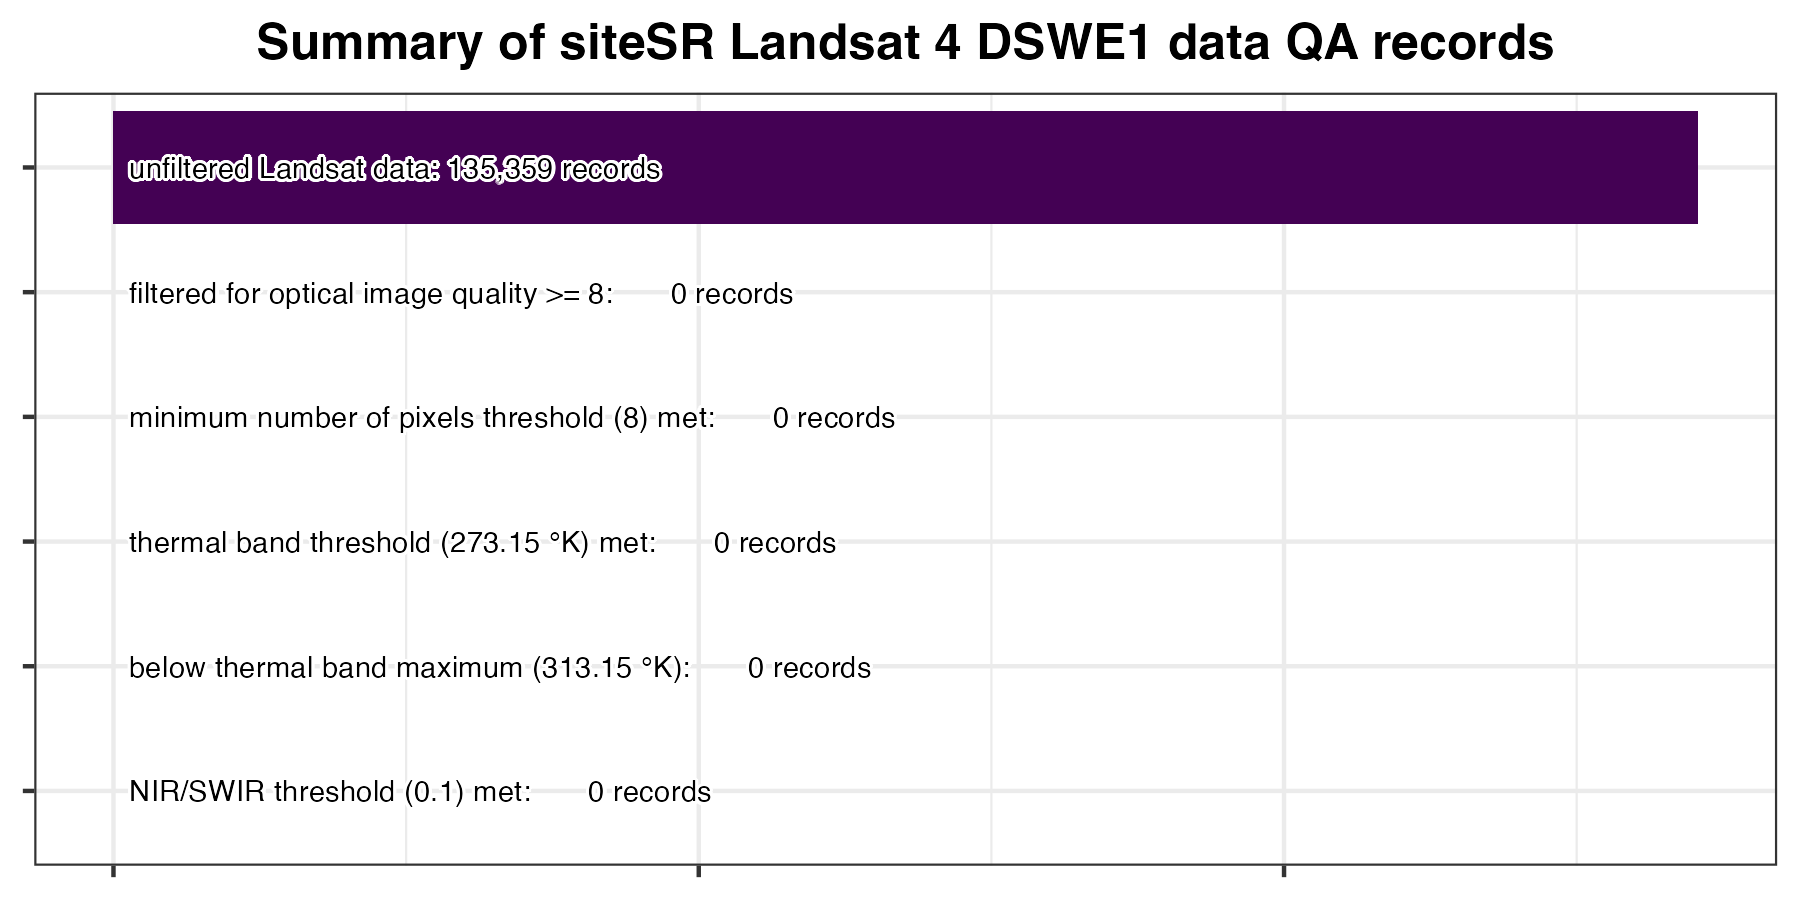 Summary of siteSR Landsat 4 DSWE1 data QA records
unfiltered Landsat data: 135,359 records
filtered for optical image quality >= 8: 0 records
minimum number of pixels threshold (8) met: 0 records
thermal band threshold (273.15 °K) met: 0 records
below thermal band maximum (313.15 °K): 0 records
NIR/SWIR threshold (0.1) met: 0 records